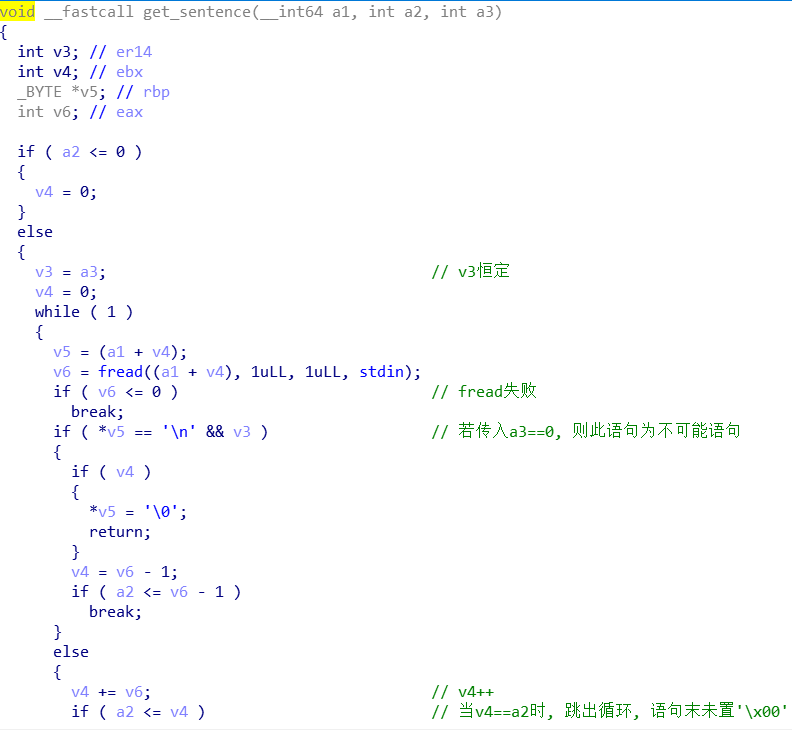 void __fastcall get_sentence(__int64 a1, int a2, int a3)
{
  int v3; // er14
  int v4; // ebx
  _BYTE *v5; // rbp
  int v6; // eax

  if ( a2 <= 0 )
  {
    v4 = 0;
  }
  else
  {
    v3 = a3;                                    // v3恒定
    v4 = 0;
    while ( 1 )
    {
      v5 = (a1 + v4);
      v6 = fread((a1 + v4), 1uLL, 1uLL, stdin);
      if ( v6 <= 0 )                            // fread失败
        break;
      if ( *v5 == '\n' && v3 )                  // 若传入a3==0, 则此语句为不可能语句
      {
        if ( v4 )
        {
          *v5 = '\0';
          return;
        }
        v4 = v6 - 1;
        if ( a2 <= v6 - 1 )
          break;
      }
      else
      {
        v4 += v6;                               // v4++
        if ( a2 <= v4 )                         // 当v4==a2时, 跳出循环, 语句末未置'\x00'